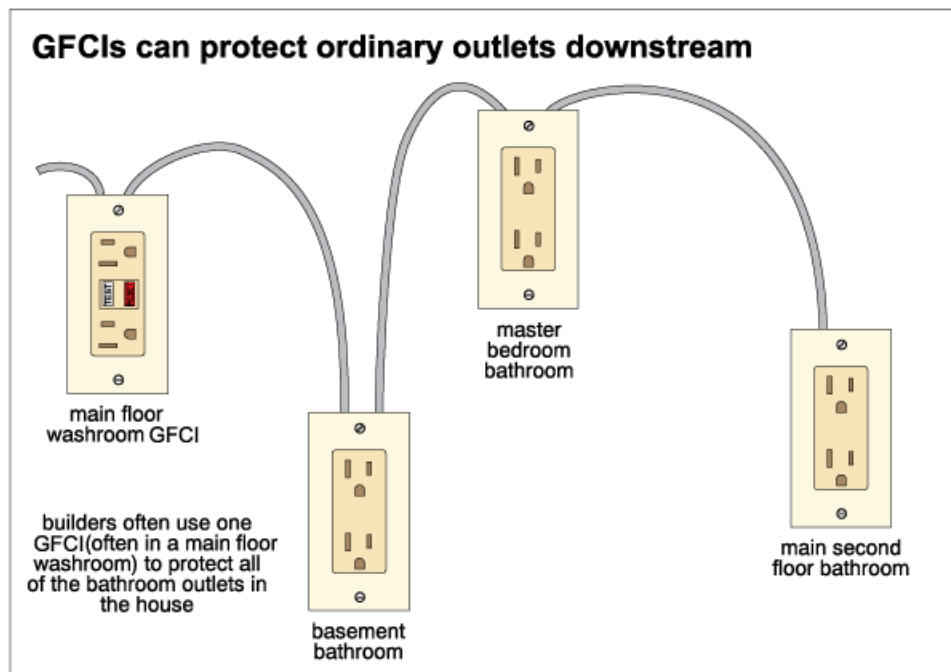 GFCIs can protect ordinary outlets downstream
TEST
RESET
main floor
washroom GFCI
builders often use one
GFCI(often in a main floor
washroom) to protect all
of the bathroom outlets in
the house
basement
bathroom
master
bedroom
bathroom
main second
floor bathroom